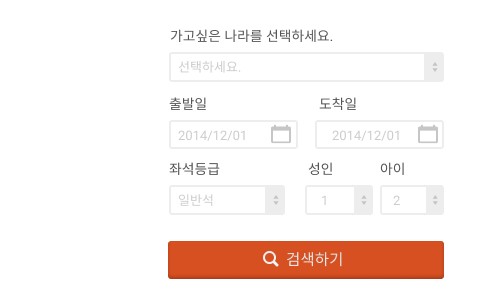 가고싶은 나라를 선택하세요.
선택하세요.
출발일 도착일
2014/12/01 2014/12/01
좌석등급 성인 아이
일반석 1 2
검색하기